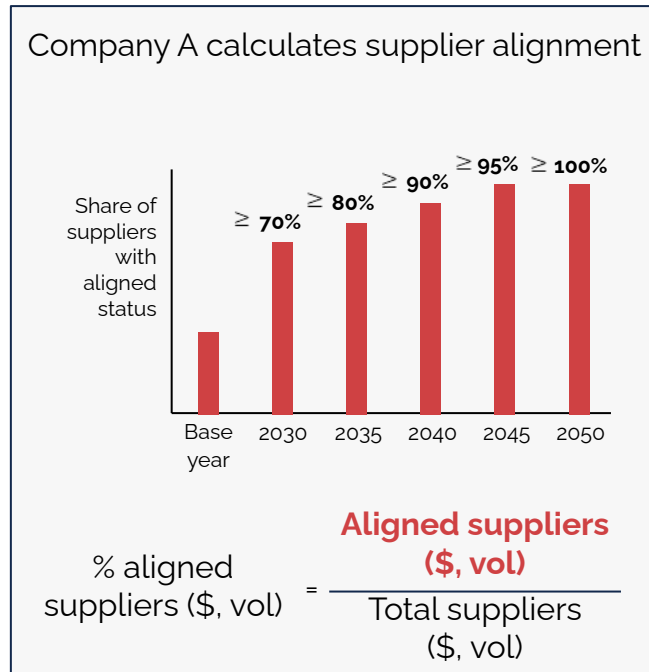 Company A calculates supplier alignment
Share of
suppliers
with
aligned
status
≥ 70%
≥ 80%
≥ 90%
≥ 95%
≥ 100%
Base
year
2030
2035
2040
2045
2050
% aligned
suppliers ($, vol)
=
Aligned suppliers
($, vol)
Total suppliers
($, vol)